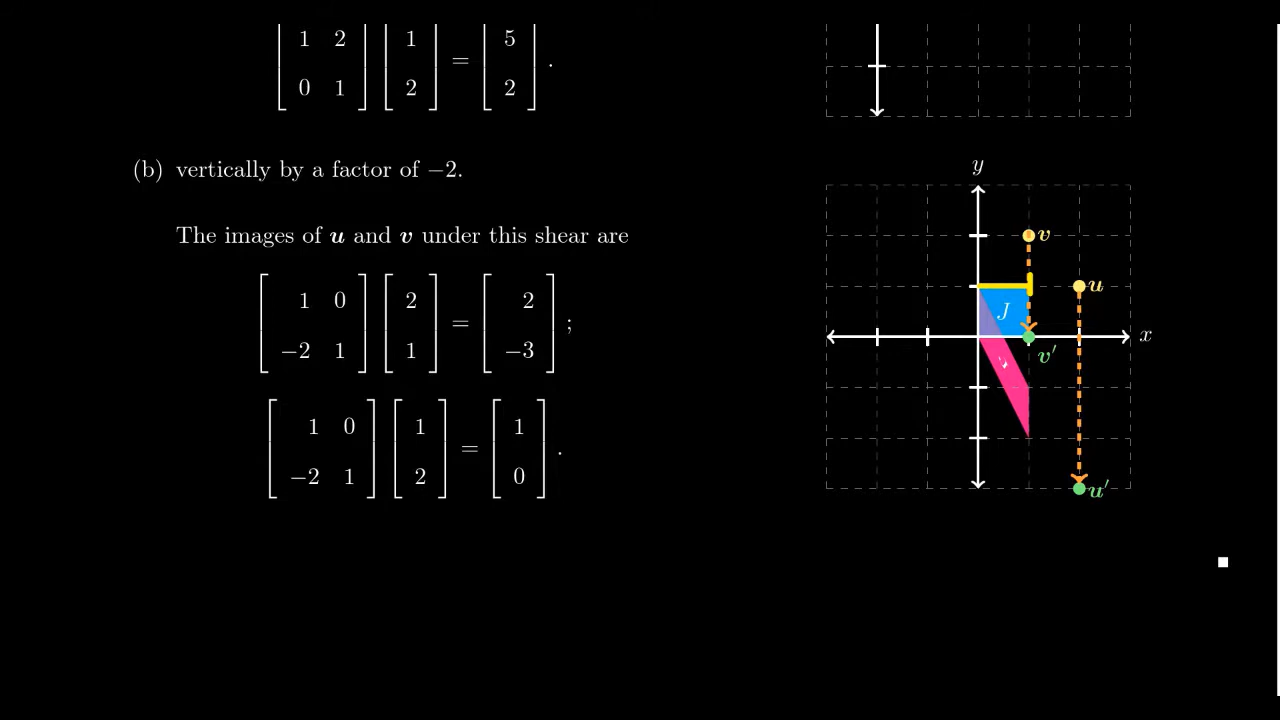 [1 2; 0 1] [1; 2] = [5; 2].
(b) vertically by a factor of −2.
The images of u and v under this shear are
[1 0; −2 1] [2; 1] = [2; −3];
[1 0; −2 1] [1; 2] = [1; 0].
y
v
u
J
x
v′
u′